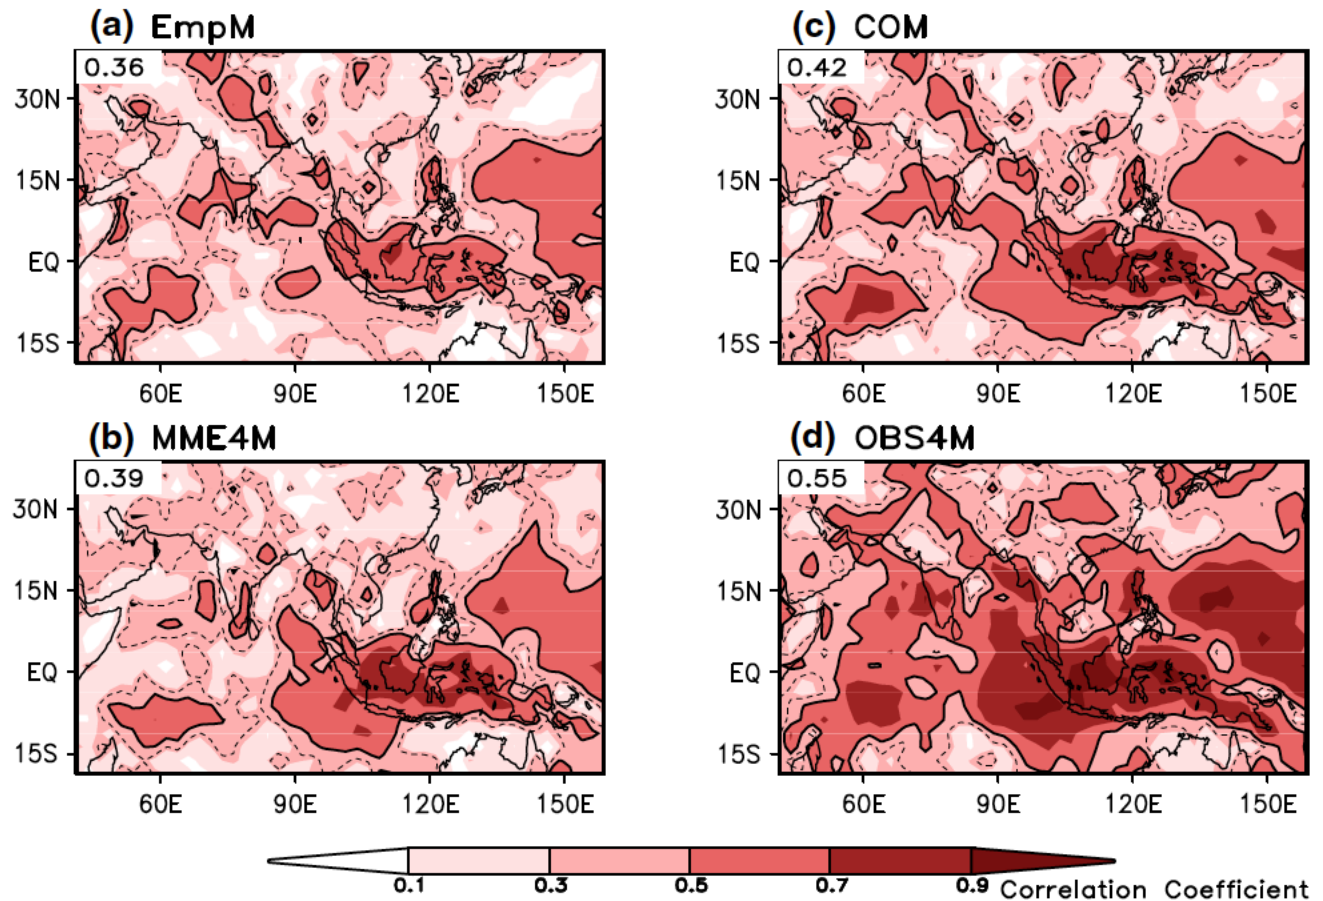 (a) EmpM
0.36
30N
15N
EQ
15S
60E 90E 120E 150E
(c) COM
0.42
30N
15N
EQ
15S
60E 90E 120E 150E
(b) MME4M
0.39
30N
15N
EQ
15S
60E 90E 120E 150E
(d) OBS4M
0.55
30N
15N
EQ
15S
60E 90E 120E 150E
0.1 0.3 0.5 0.7 0.9 Correlation Coefficient